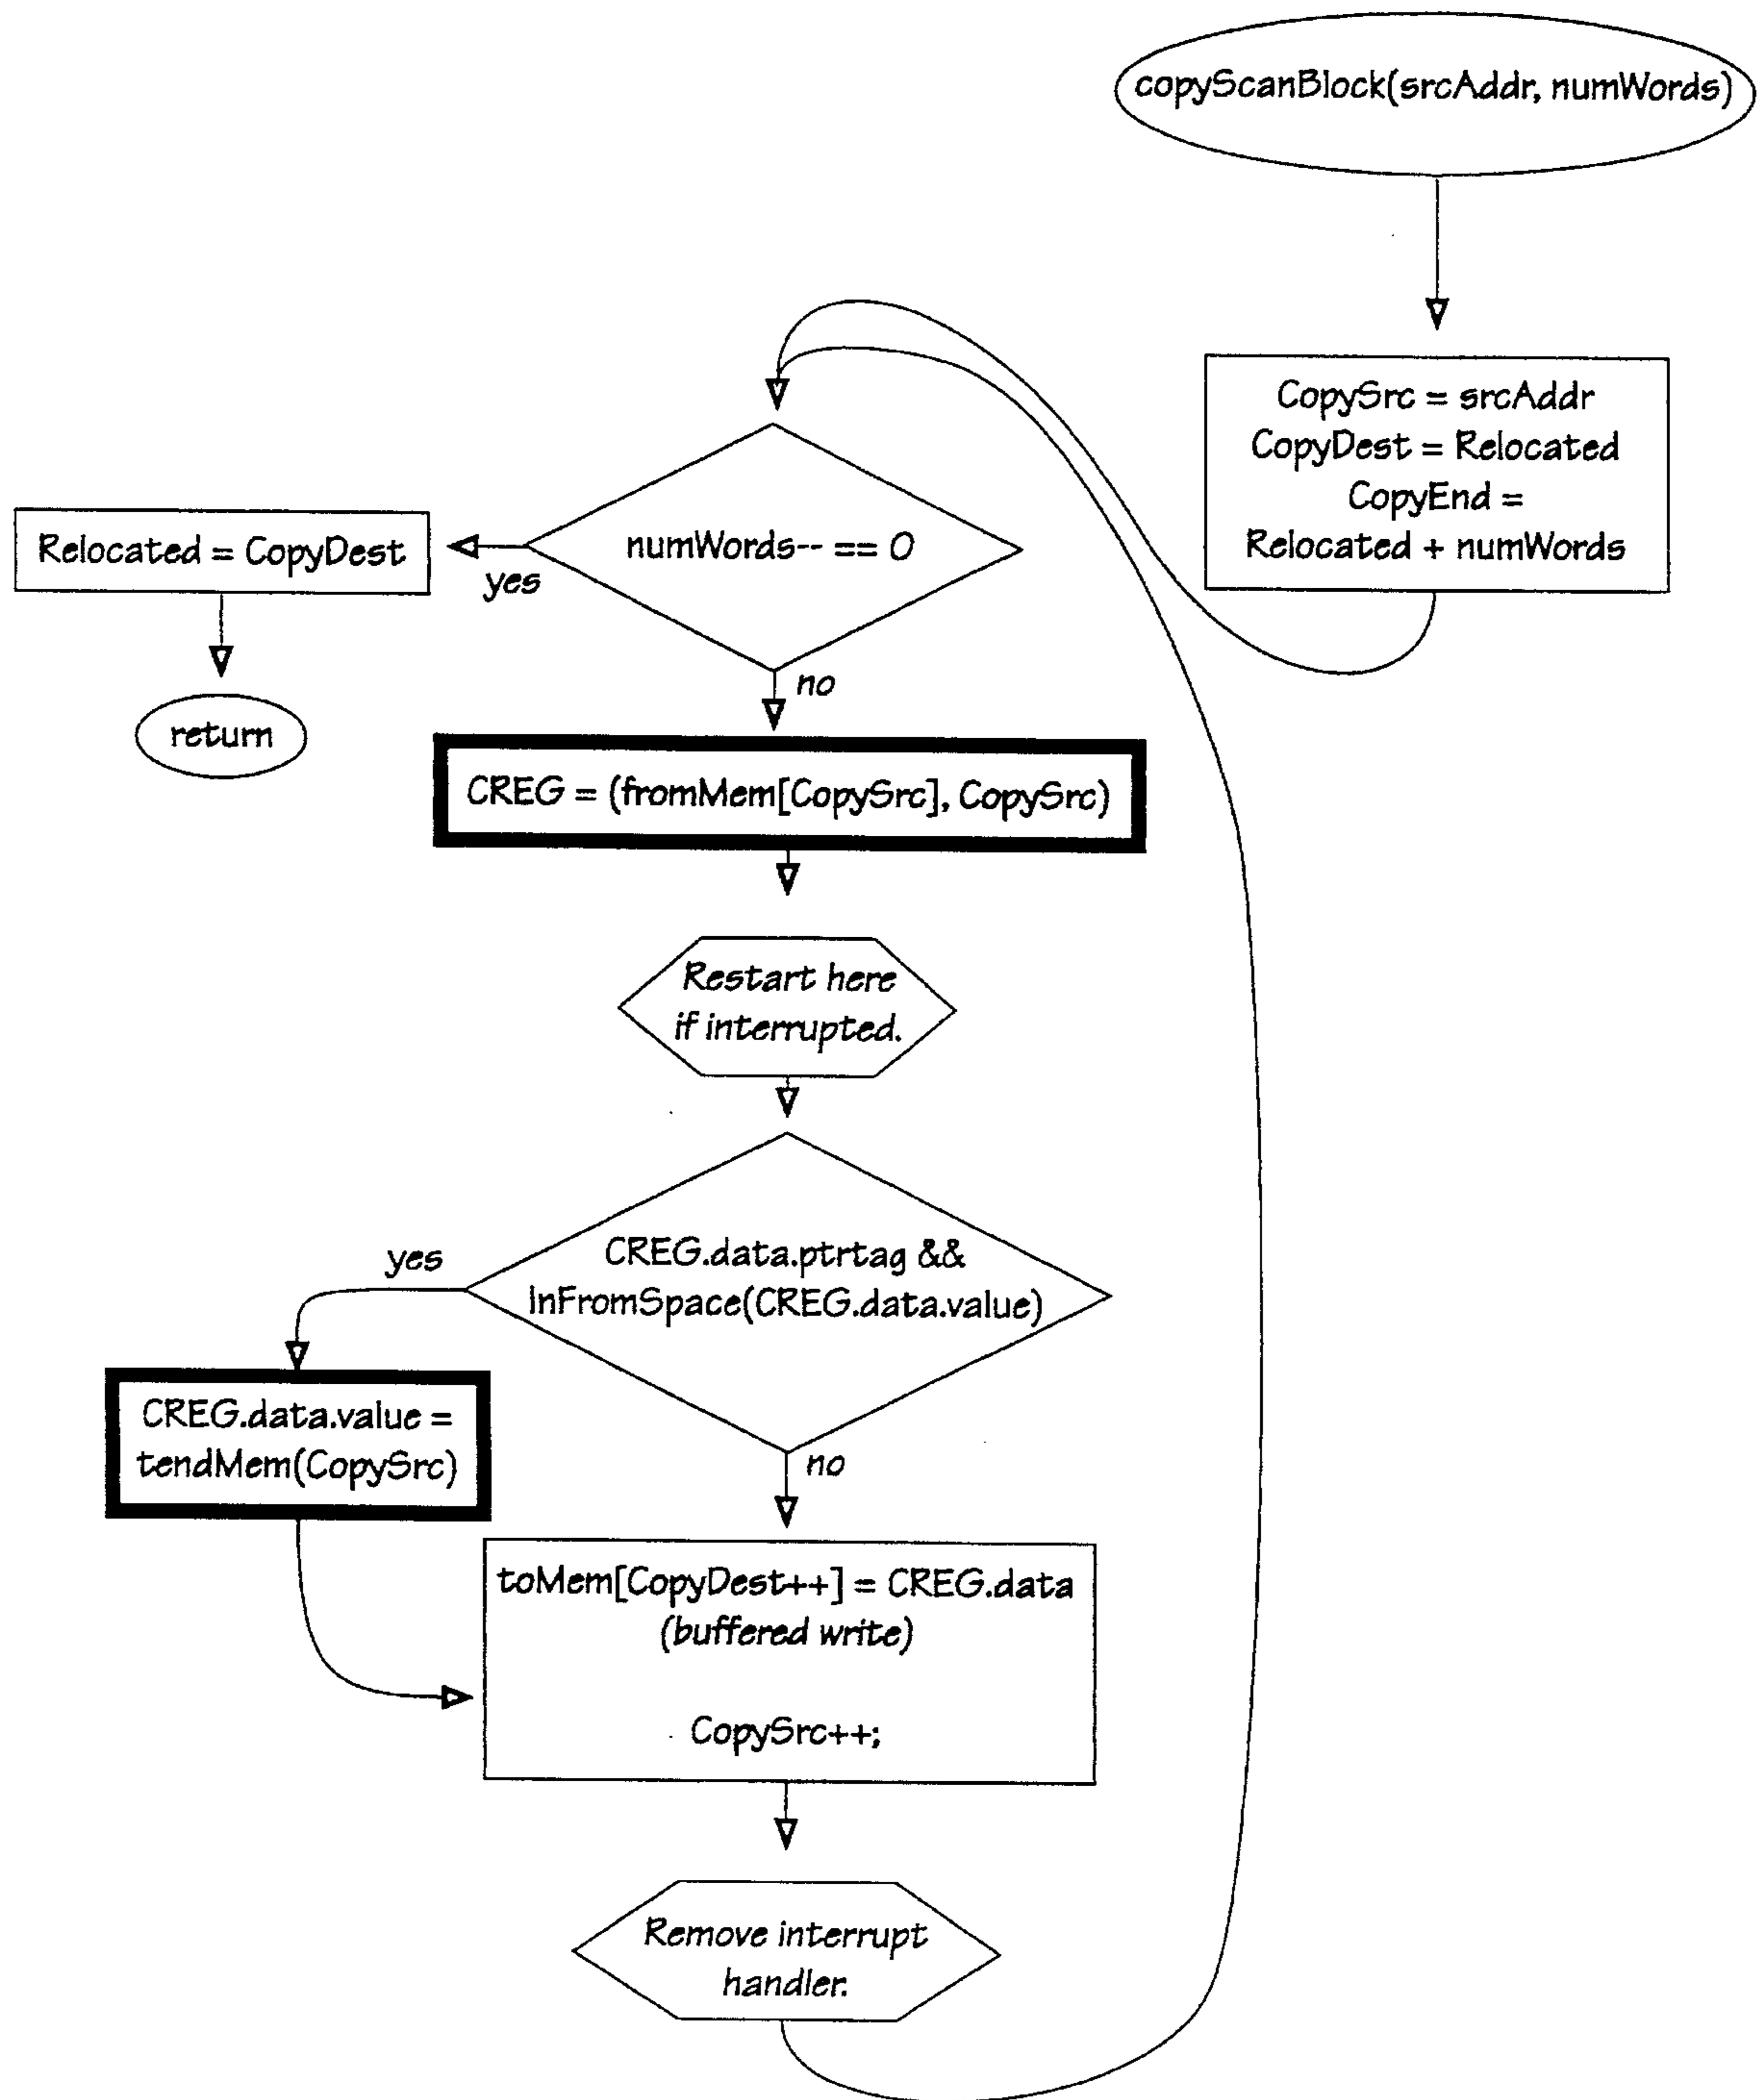 copyScanBlock(srcAddr, numWords)
CopySrc = srcAddr
CopyDest = Relocated
CopyEnd =
Relocated + numWords
numWords-- == 0
yes
Relocated = CopyDest
return
no
CREG = (fromMem[CopySrc], CopySrc)
Restart here
if interrupted.
CREG.data.ptrtag &&
inFromSpace(CREG.data.value)
yes
CREG.data.value =
tendMem(CopySrc)
no
toMem[CopyDest++] = CREG.data
(buffered write)
CopySrc++;
Remove interrupt
handler.